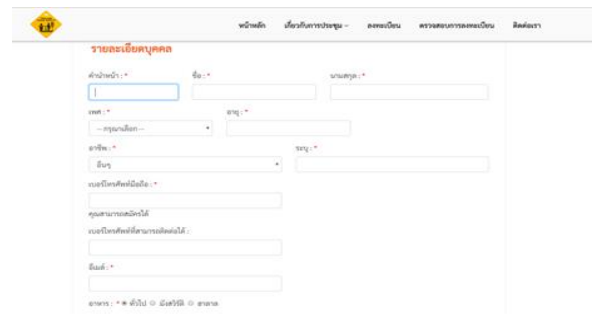 หน้าหลัก เกี่ยวกับการประชุม ลงทะเบียน ตรวจสอบการลงทะเบียน ติดต่อเรา
รายละเอียดบุคคล
คำนำหน้า : * ชื่อ : * นามสกุล : *
เพศ : * อายุ : *
-- กรุณาเลือก --
อาชีพ : * ระบุ : *
อื่นๆ
เบอร์โทรศัพท์มือถือ : *
คุณสามารถสมัครได้
เบอร์โทรศัพท์ที่สามารถติดต่อได้ :
อีเมล์ : *
อาหาร : * ทั่วไป มังสวิรัติ ฮาลาล